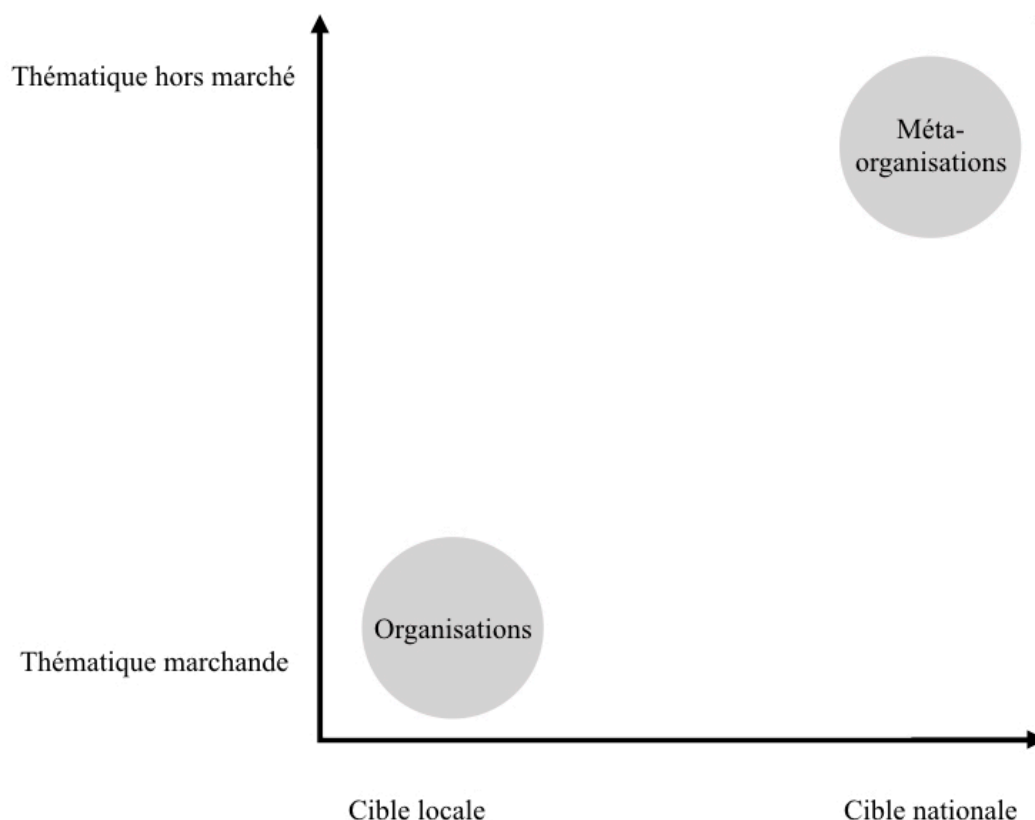 Thématique hors marché
Méta-
organisations
Organisations
Thématique marchande
Cible locale
Cible nationale